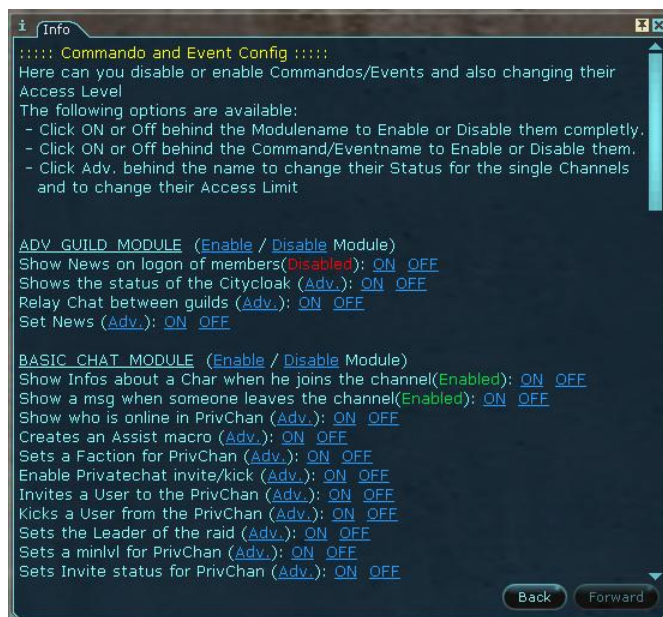 i Info
::::: Commando and Event Config :::::
Here can you disable or enable Commandos/Events and also changing their
Access Level
The following options are available:
- Click ON or Off behind the Modulename to Enable or Disable them completly.
- Click ON or Off behind the Command/Eventname to Enable or Disable them.
- Click Adv. behind the name to change their Status for the single Channels
and to change their Access Limit
ADV GUILD MODULE (Enable / Disable Module)
Show News on logon of members(Disabled): ON OFF
Shows the status of the Citycloak (Adv.): ON OFF
Relay Chat between guilds (Adv.): ON OFF
Set News (Adv.): ON OFF
BASIC CHAT MODULE (Enable / Disable Module)
Show Infos about a Char when he joins the channel(Enabled): ON OFF
Show a msg when someone leaves the channel(Enabled): ON OFF
Show who is online in PrivChan (Adv.): ON OFF
Creates an Assist macro (Adv.): ON OFF
Sets a Faction for PrivChan (Adv.): ON OFF
Enable Privatechat invite/kick (Adv.): ON OFF
Invites a User to the PrivChan (Adv.): ON OFF
Kicks a User from the PrivChan (Adv.): ON OFF
Sets the Leader of the raid (Adv.): ON OFF
Sets a minlvl for PrivChan (Adv.): ON OFF
Sets Invite status for PrivChan (Adv.): ON OFF
Back Forward